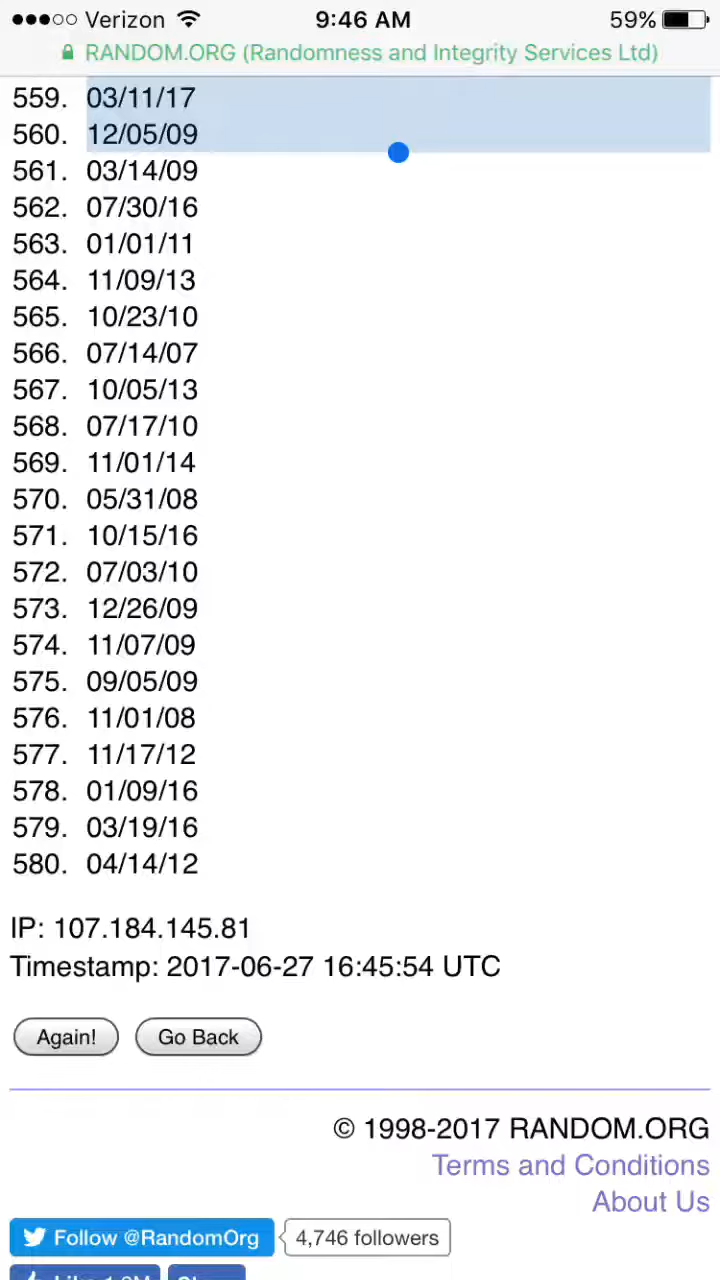 Verizon 9:46 AM 59%
RANDOM.ORG (Randomness and Integrity Services Ltd)
559. 03/11/17
560. 12/05/09
561. 03/14/09
562. 07/30/16
563. 01/01/11
564. 11/09/13
565. 10/23/10
566. 07/14/07
567. 10/05/13
568. 07/17/10
569. 11/01/14
570. 05/31/08
571. 10/15/16
572. 07/03/10
573. 12/26/09
574. 11/07/09
575. 09/05/09
576. 11/01/08
577. 11/17/12
578. 01/09/16
579. 03/19/16
580. 04/14/12
IP: 107.184.145.81
Timestamp: 2017-06-27 16:45:54 UTC
Again! Go Back
© 1998-2017 RANDOM.ORG
Terms and Conditions
About Us
Follow @RandomOrg 4,746 followers